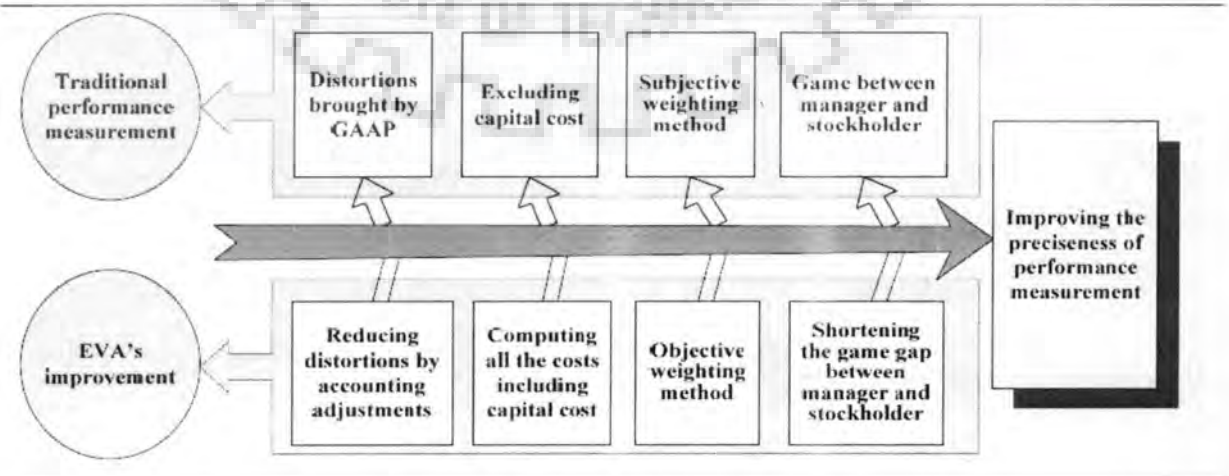 Traditional
performance
measurement
Distortions
brought by
GAAP
Excluding
capital cost
Subjective
weighting
method
Game between
manager and
stockholder
Improving the
preciseness of
performance
measurement
EVA's
improvement
Reducing
distortions by
accounting
adjustments
Computing
all the costs
including
capital cost
Objective
weighting
method
Shortening
the game gap
between
manager and
stockholder